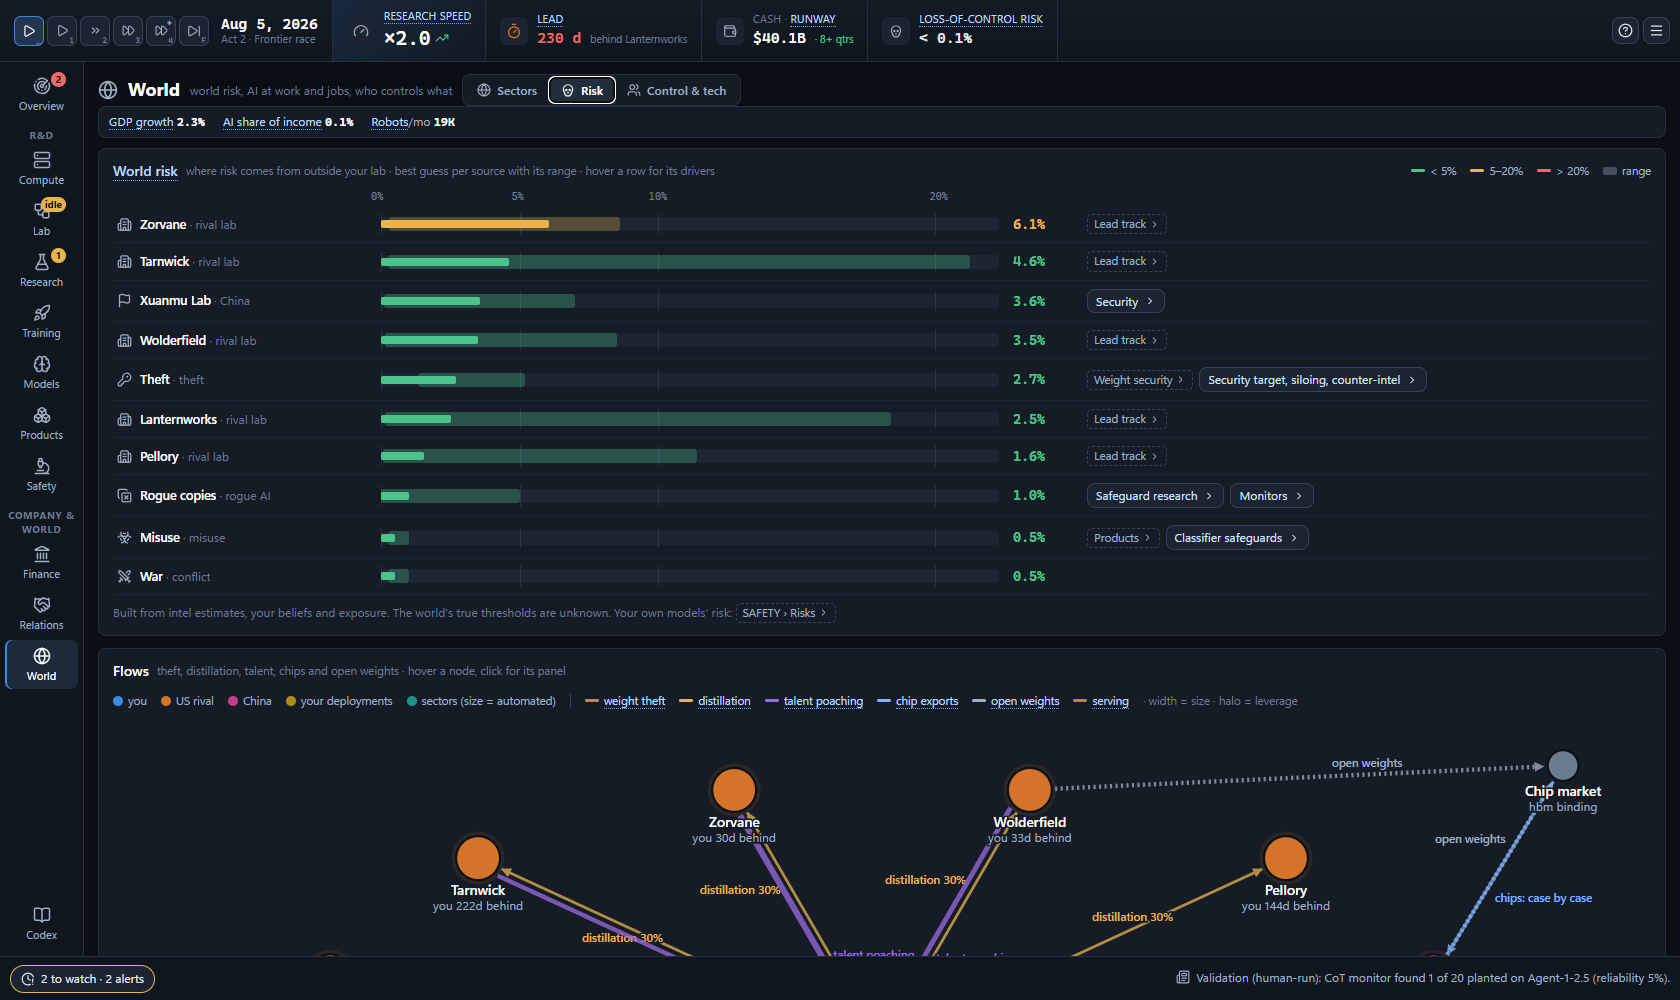 1
2
3
4
F
Aug 5, 2026
Act 2 · Frontier race
RESEARCH SPEED
×2.0
LEAD
230 d behind Lanternworks
CASH · RUNWAY
$40.1B · 8+ qtrs
LOSS-OF-CONTROL RISK
< 0.1%
2
Overview
R&D
Compute
idle
Lab
1
Research
Training
Models
Products
Safety
COMPANY &
WORLD
Finance
Relations
World
Codex
World world risk, AI at work and jobs, who controls what
Sectors
Risk
Control & tech
GDP growth 2.3%
AI share of income 0.1%
Robots/mo 19K
World risk where risk comes from outside your lab · best guess per source with its range · hover a row for its drivers
< 5%
5–20%
> 20%
range
0% 5% 10% 20%
Zorvane · rival lab 6.1% Lead track >
Tarnwick · rival lab 4.6% Lead track >
Xuanmu Lab · China 3.6% Security >
Wolderfield · rival lab 3.5% Lead track >
Theft · theft 2.7% Weight security > Security target, siloing, counter-intel >
Lanternworks · rival lab 2.5% Lead track >
Pellory · rival lab 1.6% Lead track >
Rogue copies · rogue AI 1.0% Safeguard research > Monitors >
Misuse · misuse 0.5% Products > Classifier safeguards >
War · conflict 0.5%
Built from intel estimates, your beliefs and exposure. The world's true thresholds are unknown. Your own models' risk: SAFETY › Risks >
Flows theft, distillation, talent, chips and open weights · hover a node, click for its panel
you
US rival
China
your deployments
sectors (size = automated)
weight theft
distillation
talent poaching
chip exports
open weights
serving
· width = size · halo = leverage
open weights
Chip market
hbm binding
Zorvane
you 30d behind
Wolderfield
you 33d behind
open weights
Tarnwick
you 222d behind
distillation 30%
distillation 30%
Pellory
you 144d behind
chips: case by case
distillation 30%
distillation 30%
talent poaching
2 to watch · 2 alerts
Validation (human-run): CoT monitor found 1 of 20 planted on Agent-1-2.5 (reliability 5%).